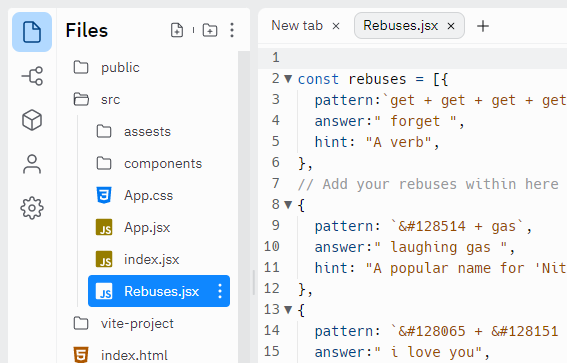 Files
public
src
assests
components
App.css
App.jsx
index.jsx
Rebuses.jsx
vite-project
index.html
New tab × Rebuses.jsx × +
1
2 const rebuses = [{
3 pattern:`get + get + get + get
4 answer:" forget ",
5 hint: "A verb",
6 },
7 // Add your rebuses within here
8 {
9 pattern: `&#128514 + gas`,
10 answer:" laughing gas ",
11 hint: "A popular name for 'Nit
12 },
13 {
14 pattern: `&#128065 + &#128151
15 answer:" i love you",